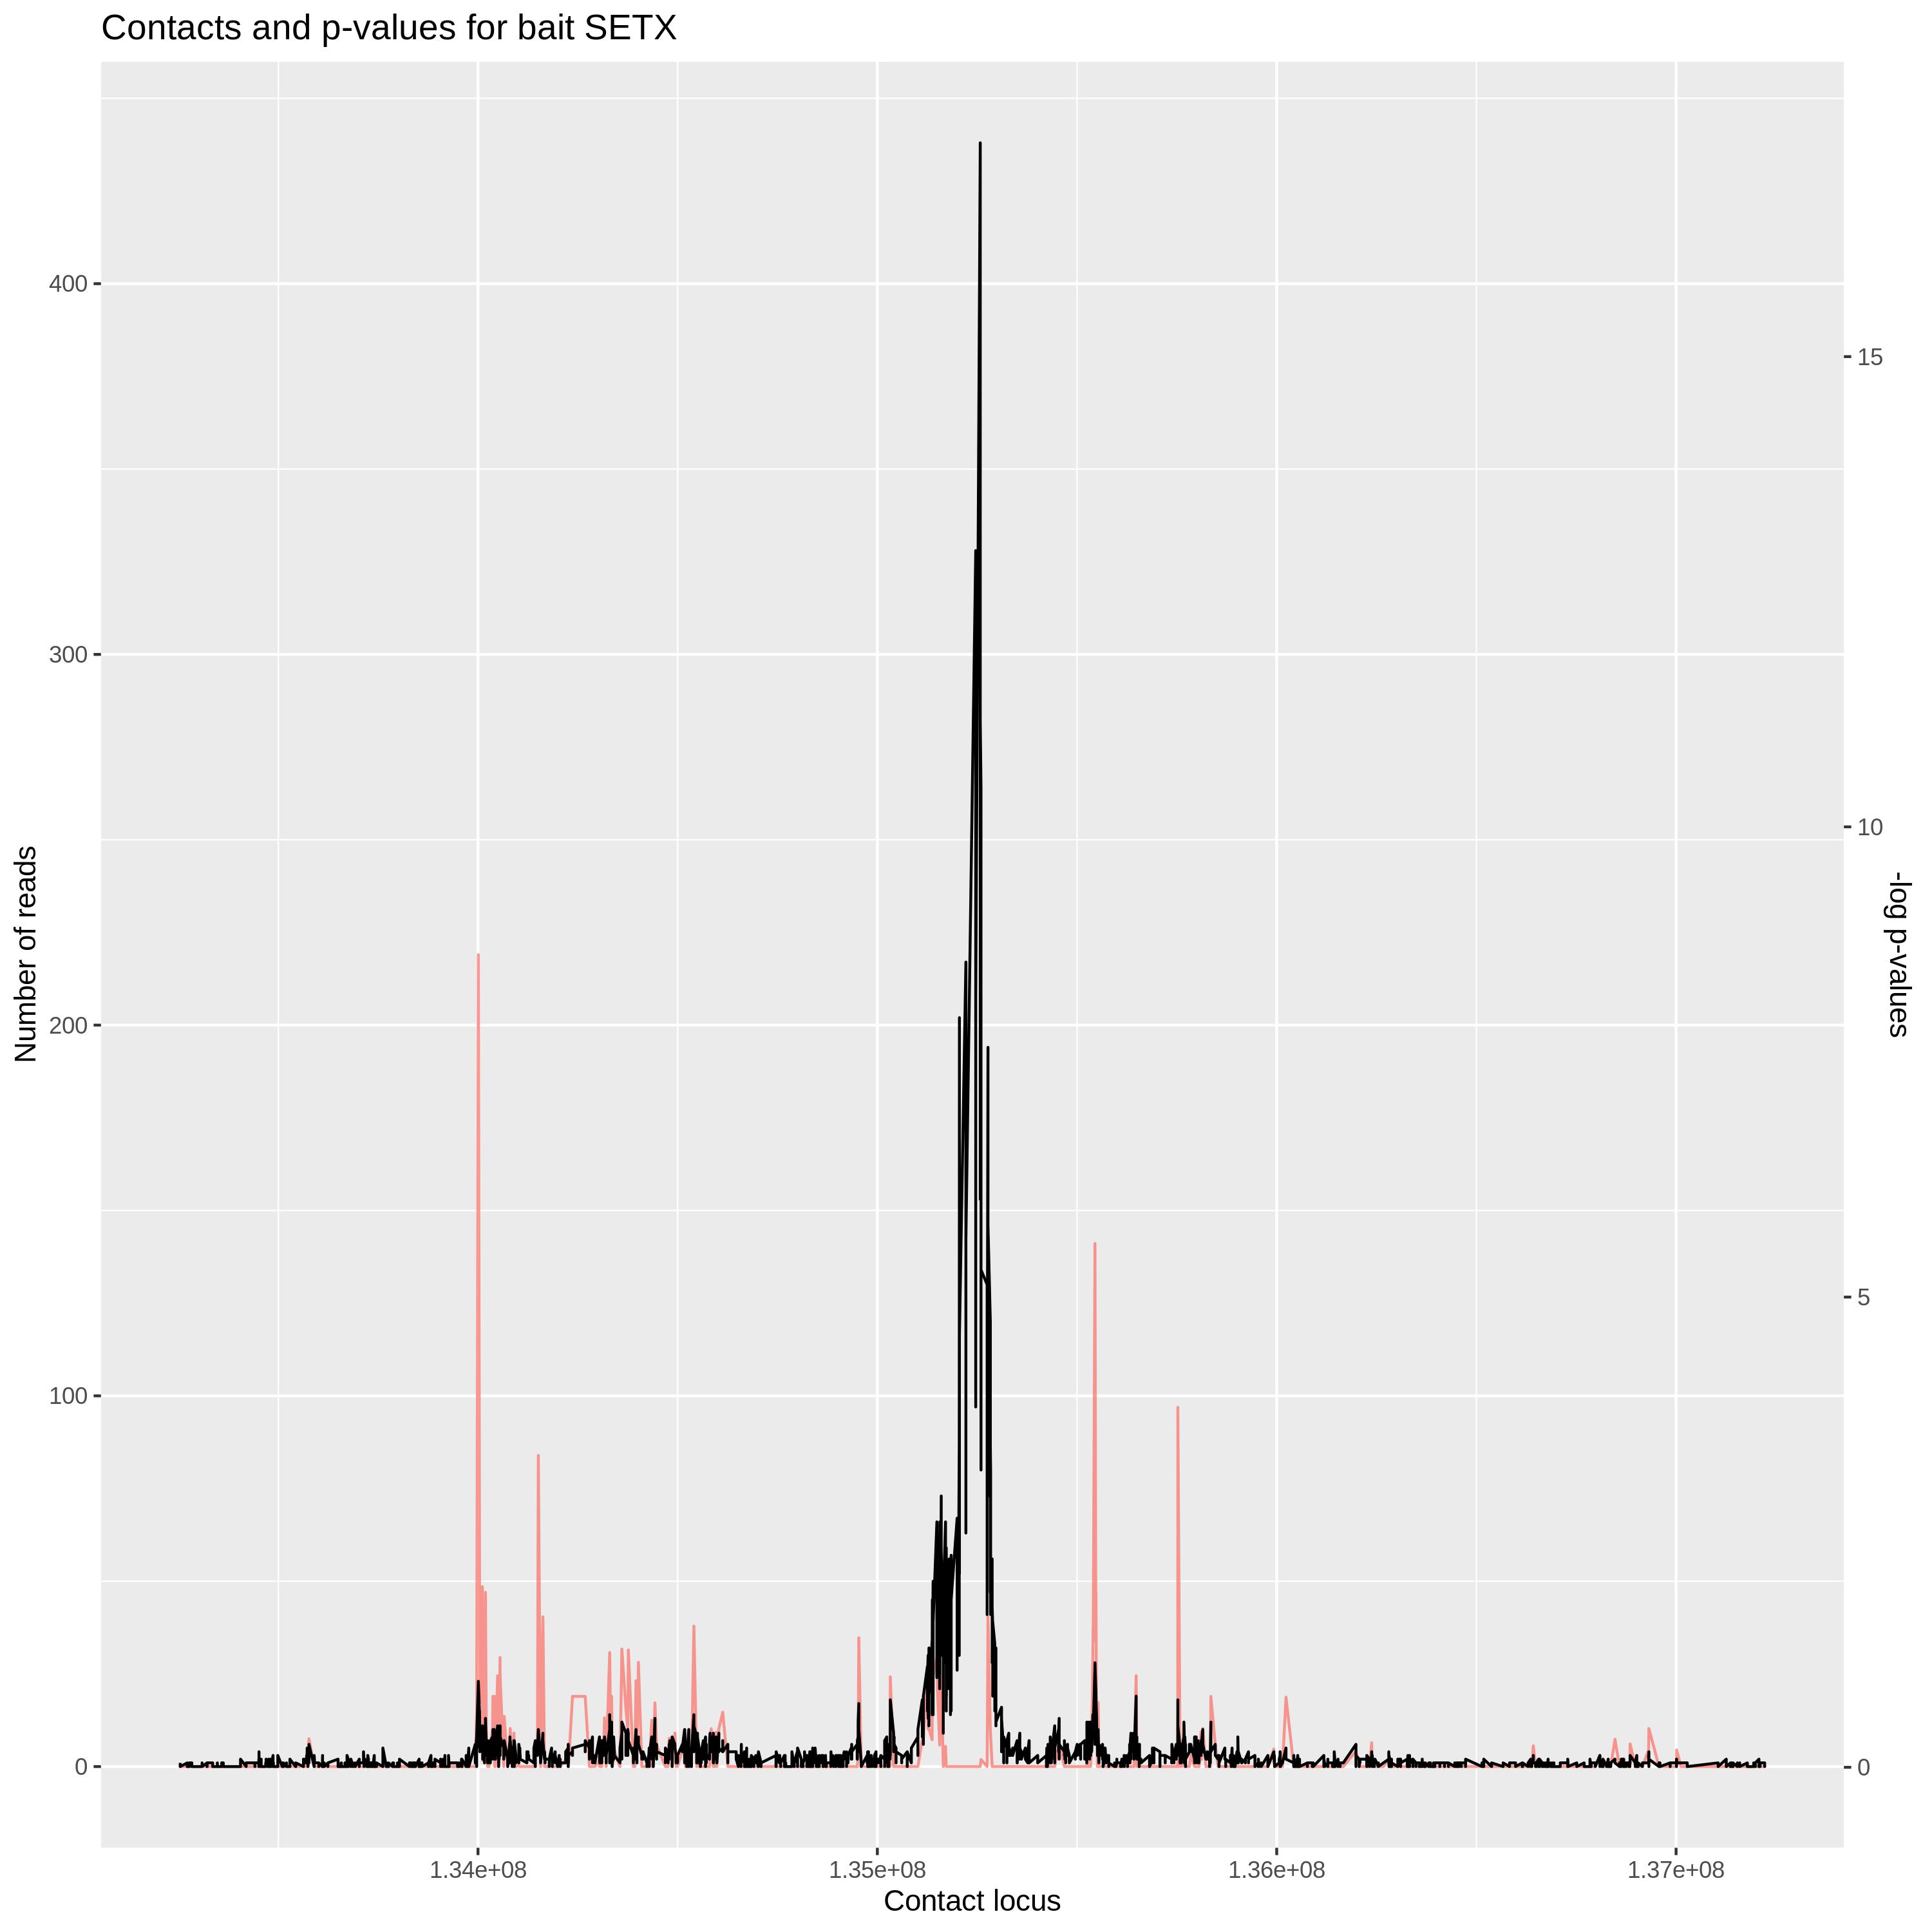 Contacts and p-values for bait SETX
400
300
200
100
0
Number of reads
15
10
5
0
-log p-values
1.34e+08 1.35e+08 1.36e+08 1.37e+08
Contact locus